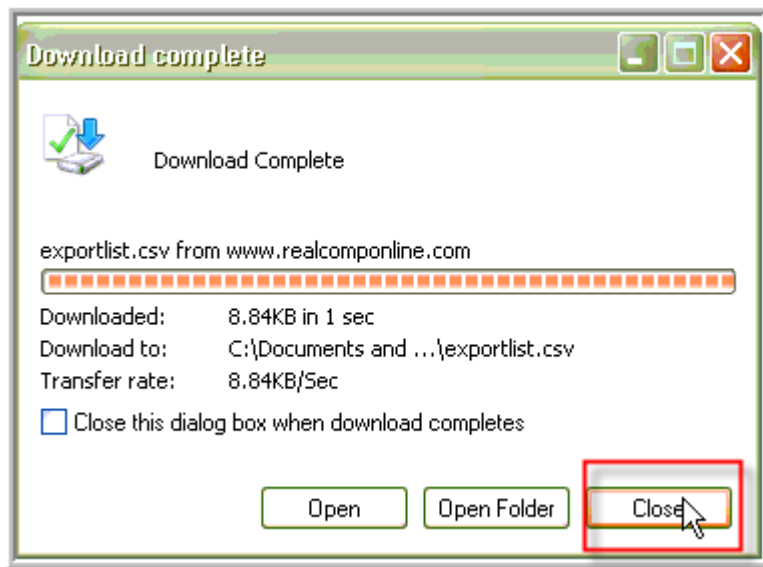 Download complete
Download Complete
exportlist.csv from www.realcomponline.com
Downloaded: 8.84KB in 1 sec
Download to: C:\Documents and ...\exportlist.csv
Transfer rate: 8.84KB/Sec
Close this dialog box when download completes
Open Open Folder Close